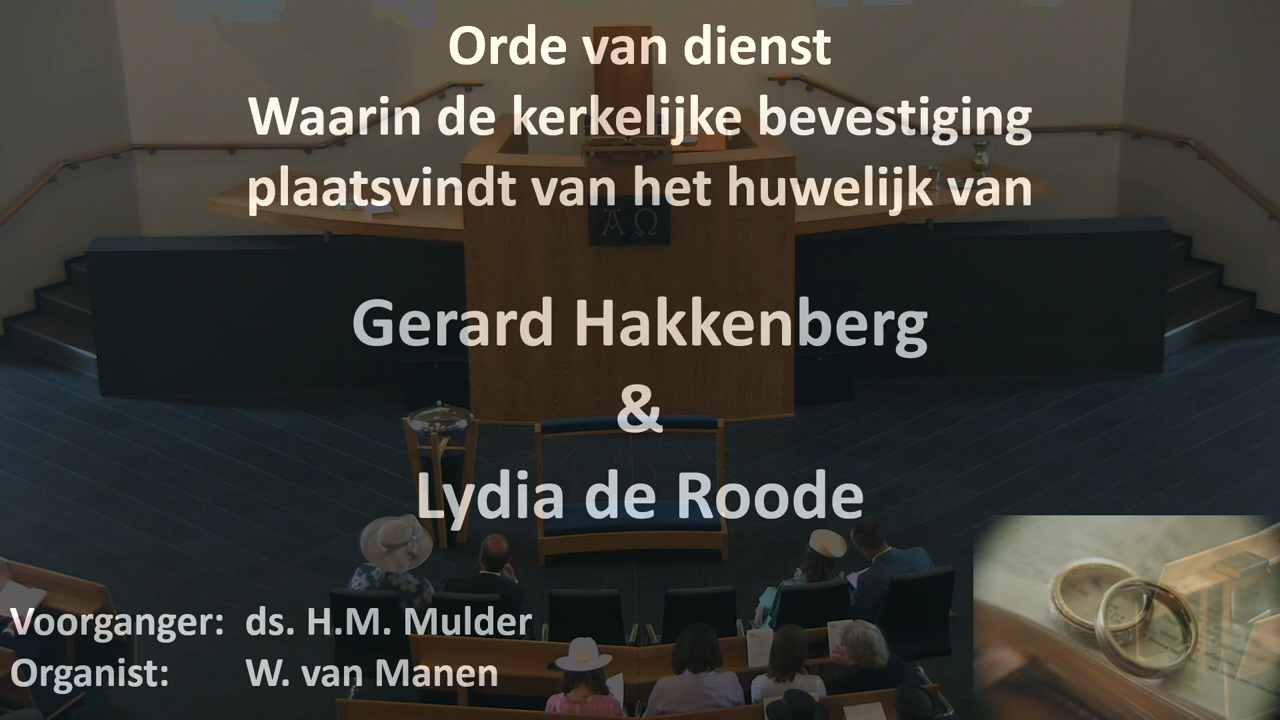 Orde van dienst
Waarin de kerkelijke bevestiging
plaatsvindt van het huwelijk van
Gerard Hakkenberg
&
Lydia de Roode
Voorganger: ds. H.M. Mulder
Organist: W. van Manen
ΑΩ